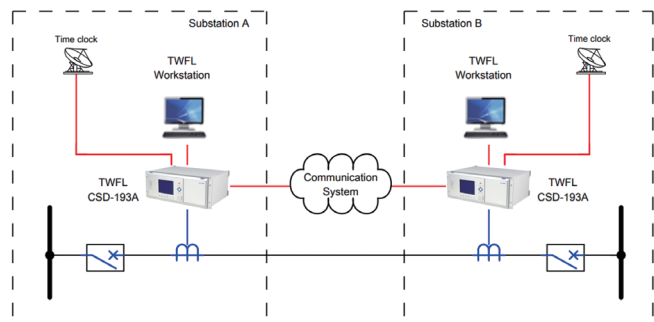 Substation A
Substation B
Time clock
TWFL
Workstation
TWFL
Workstation
Time clock
TWFL
CSD-193A
Communication
System
TWFL
CSD-193A